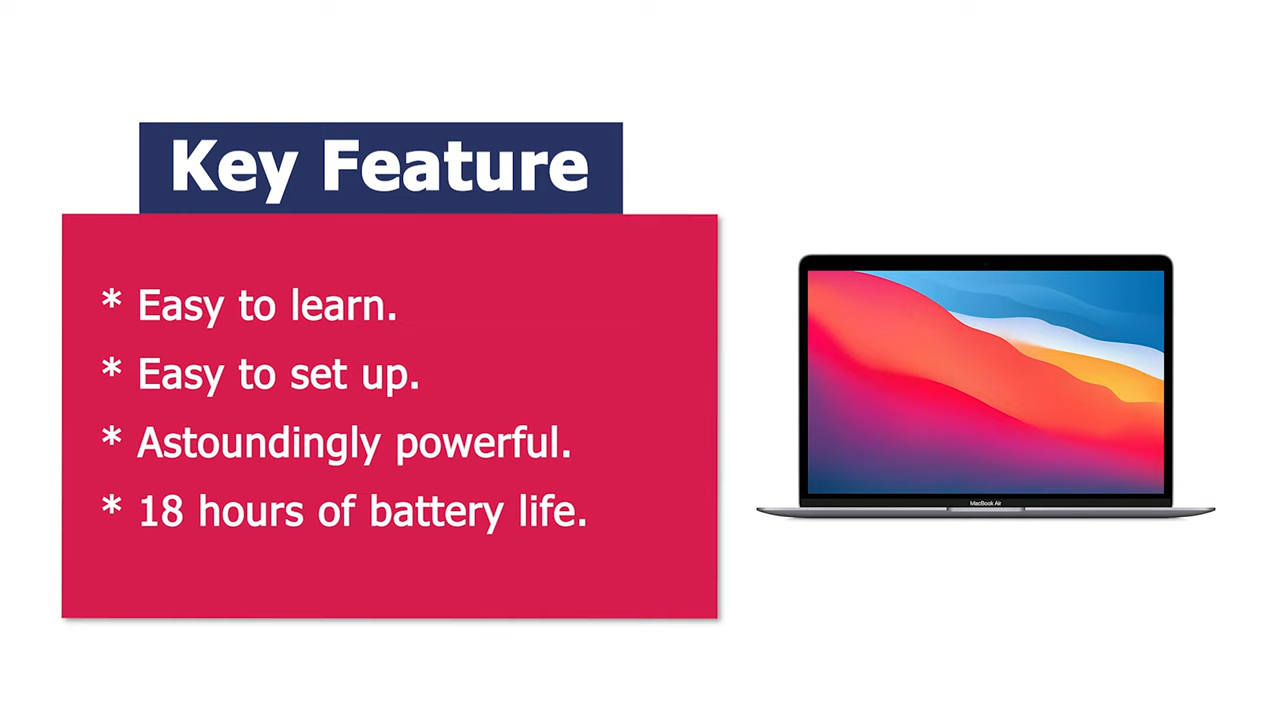 Key Feature
* Easy to learn.
* Easy to set up.
* Astoundingly powerful.
* 18 hours of battery life.
MacBook Air